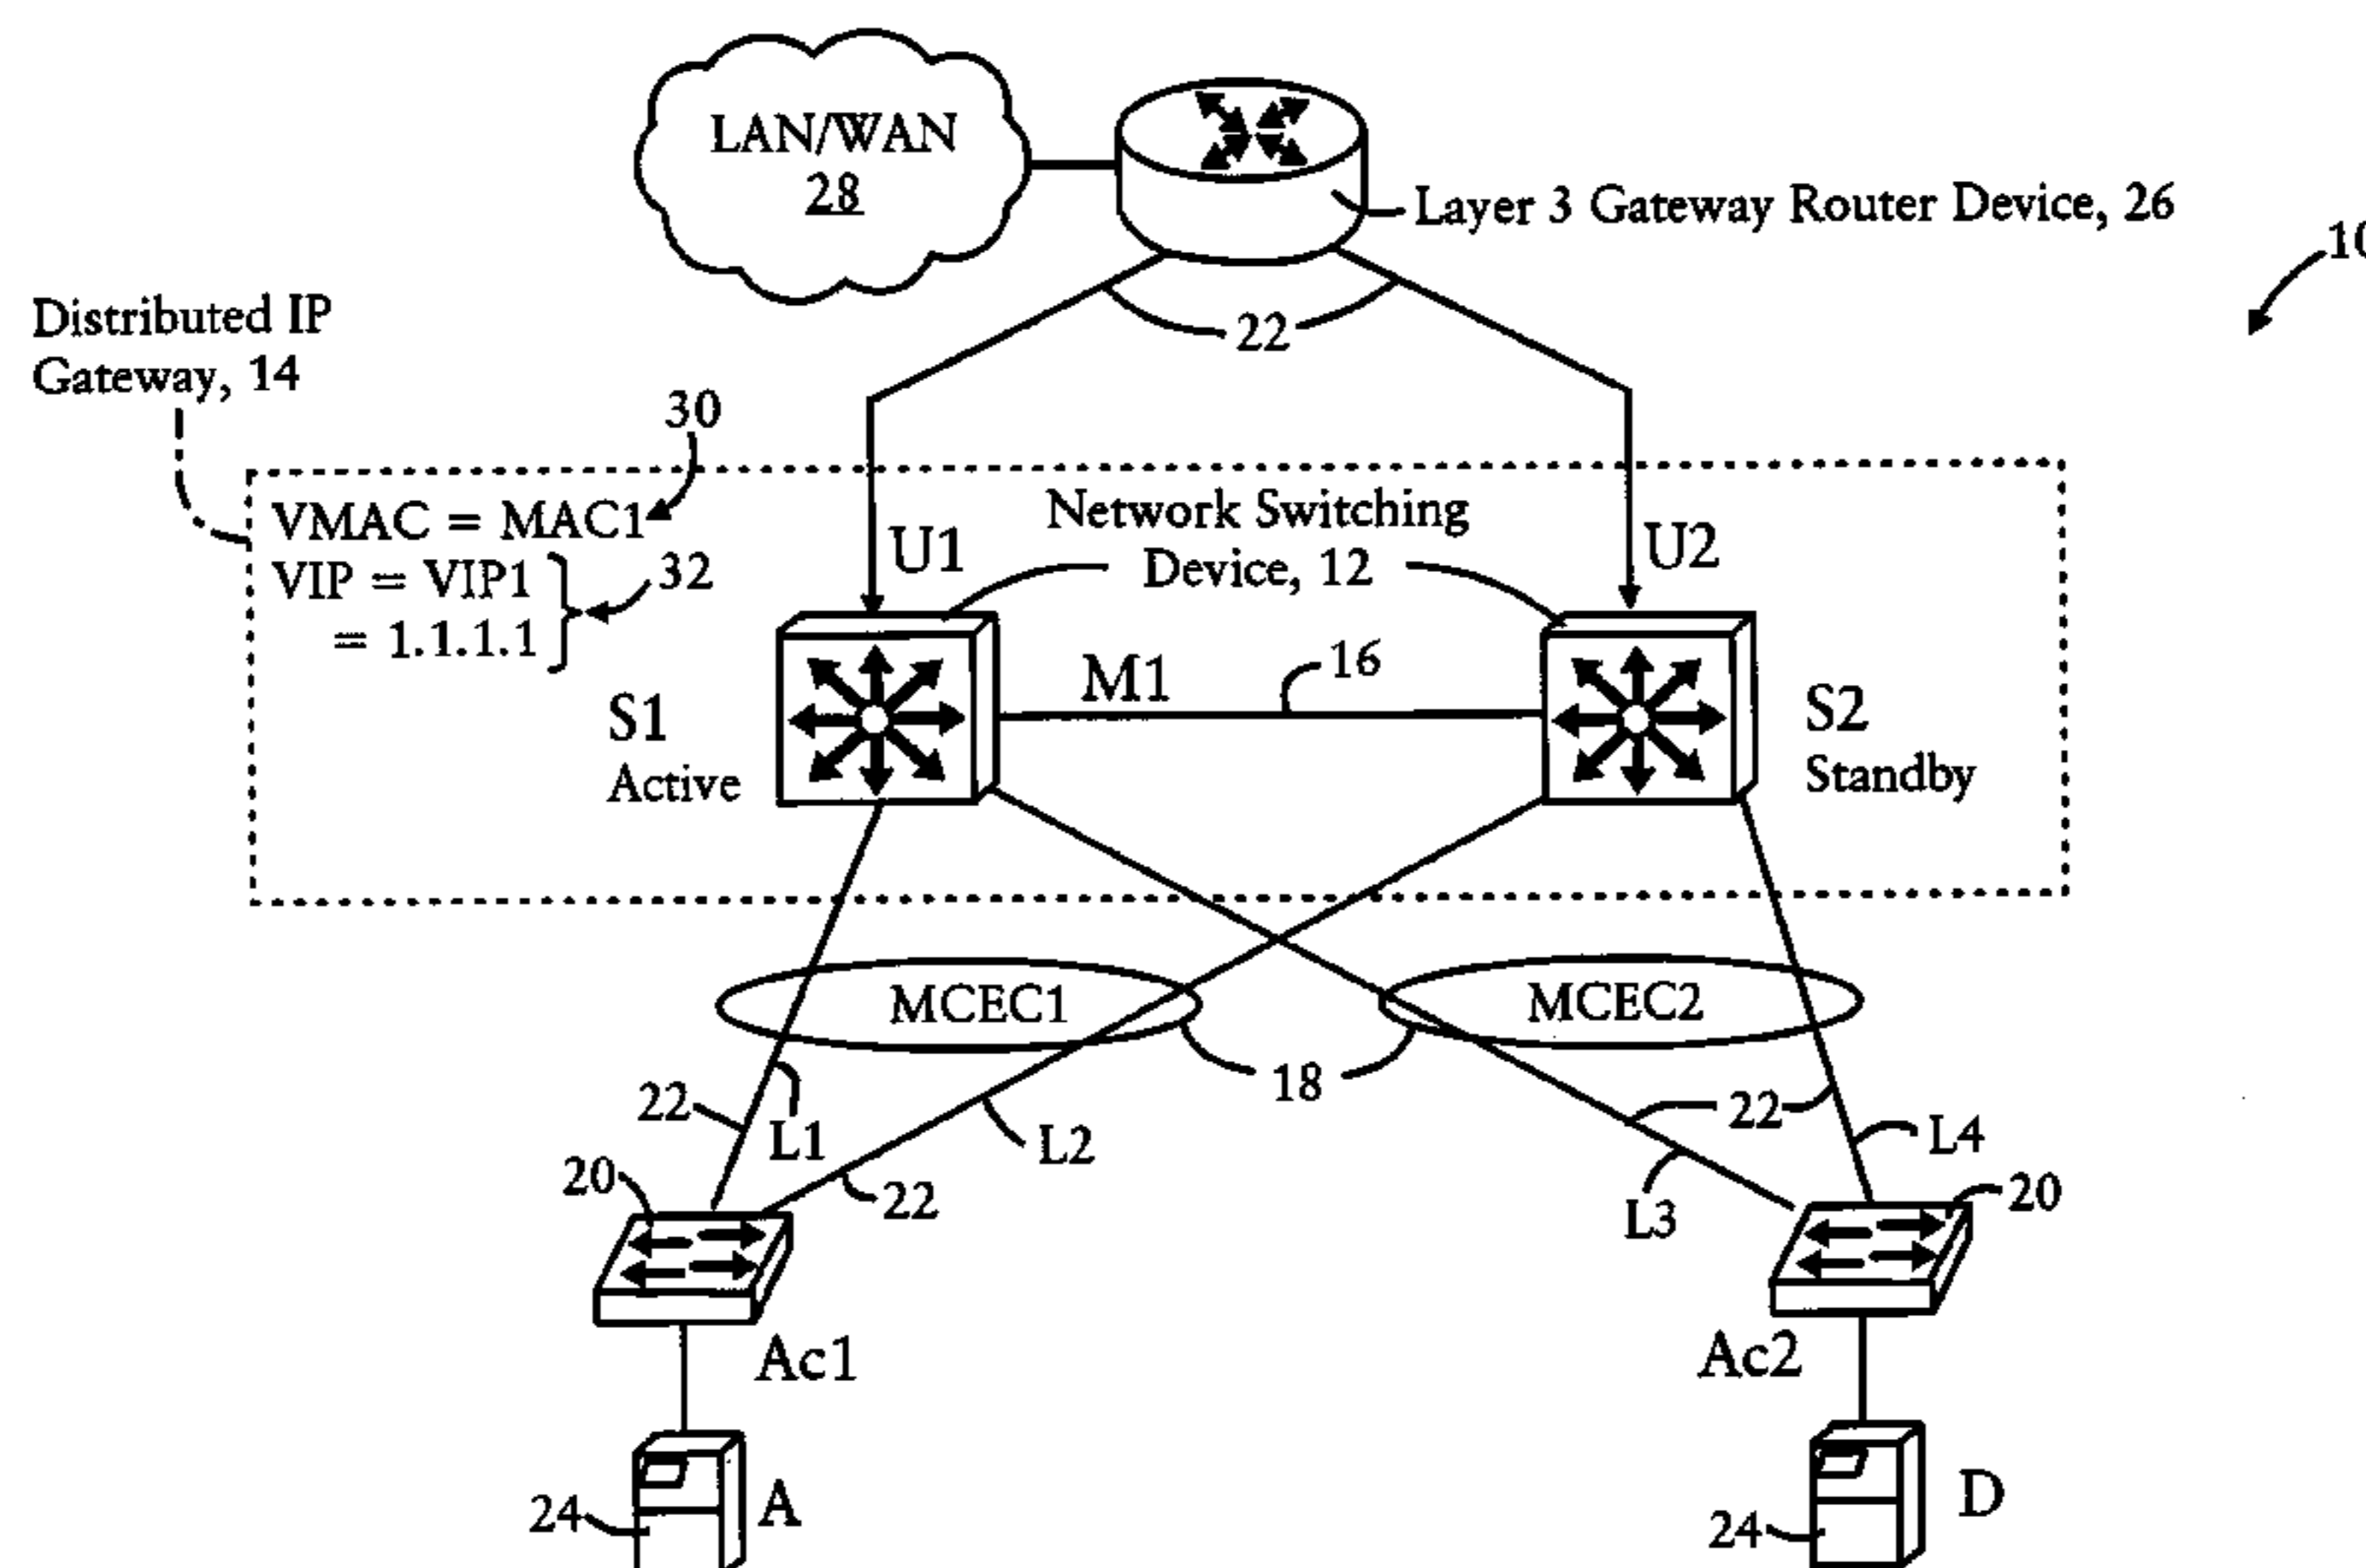 LAN/WAN
28
Layer 3 Gateway Router Device, 26
10
22
Distributed IP
Gateway, 14
30
VMAC = MAC1
VIP = VIP1
= 1.1.1.1
32
Network Switching
Device, 12
U1
U2
M1
16
S1
Active
S2
Standby
MCEC1
MCEC2
18
22
L1
L2
22
22
L3
L4
20
20
Ac1
Ac2
A
24
D
24